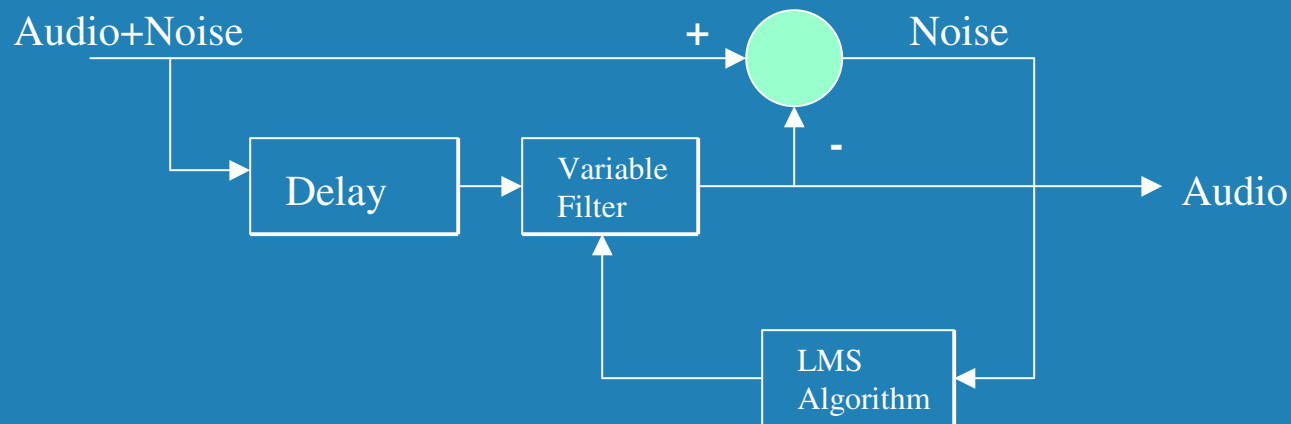 Audio+Noise
+
Noise
-
Delay
Variable
Filter
Audio
LMS
Algorithm